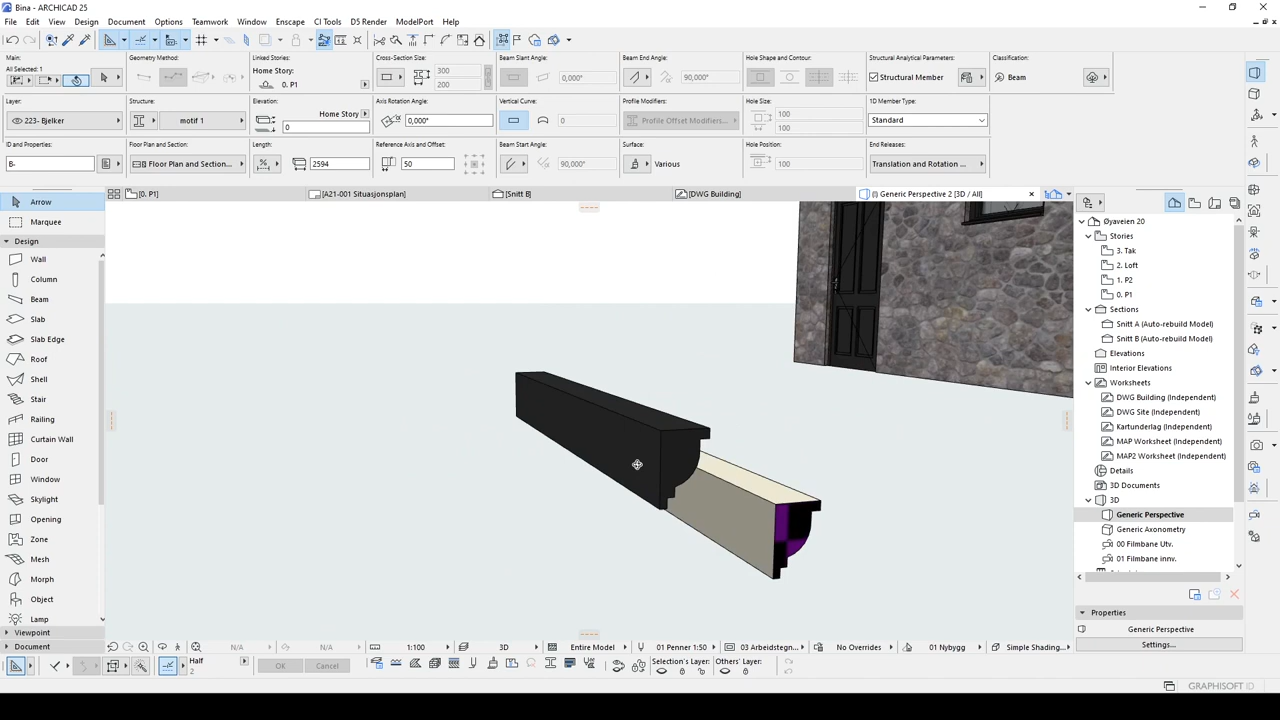 Bina - ARCHICAD 25
File Edit View Design Document Options Teamwork Window Enscape CI Tools D5 Render ModelPort Help
Main:
All Selected: 1
Geometry Method:
Linked Stories:
Home Story:
0. P1
Cross-Section Size:
300
200
Beam Slant Angle:
0,000°
Beam End Angle:
90,000°
Hole Shape and Contour:
Structural Analytical Parameters:
Structural Member
Classification:
Beam
Layer:
223- Bjelker
Structure:
motif 1
Elevation:
Home Story
0
Axis Rotation Angle:
0,000°
Vertical Curve:
0
Profile Modifiers:
Profile Offset Modifiers...
Hole Size:
100
100
1D Member Type:
Standard
ID and Properties:
B-
Floor Plan and Section:
Floor Plan and Section...
Length:
2594
Reference Axis and Offset:
50
Beam Start Angle:
90,000°
Surface:
Various
Hole Position:
100
End Releases:
Translation and Rotation ...
[0. P1]
[A21-001 Situasjonsplan]
[Snitt B]
[DWG Building]
(!) Generic Perspective 2 [3D / All]
Arrow
Marquee
Design
Wall
Column
Beam
Slab
Slab Edge
Roof
Shell
Stair
Railing
Curtain Wall
Door
Window
Skylight
Opening
Zone
Mesh
Morph
Object
Lamp
Viewpoint
Document
Øyaveien 20
Stories
3. Tak
2. Loft
1. P2
0. P1
Sections
Snitt A (Auto-rebuild Model)
Snitt B (Auto-rebuild Model)
Elevations
Interior Elevations
Worksheets
DWG Building (Independent)
DWG Site (Independent)
Kartunderlag (Independent)
MAP Worksheet (Independent)
MAP2 Worksheet (Independent)
Details
3D Documents
3D
Generic Perspective
Generic Axonometry
00 Filmbane Utv.
01 Filmbane innv.
Properties
Generic Perspective
Settings...
N/A
N/A
1:100
3D
Entire Model
01 Penner 1:50
03 Arbeidstegn...
No Overrides
01 Nybygg
Simple Shading...
Half
2
OK
Cancel
Selection's Layer:
Others' Layer:
GRAPHISOFT ID